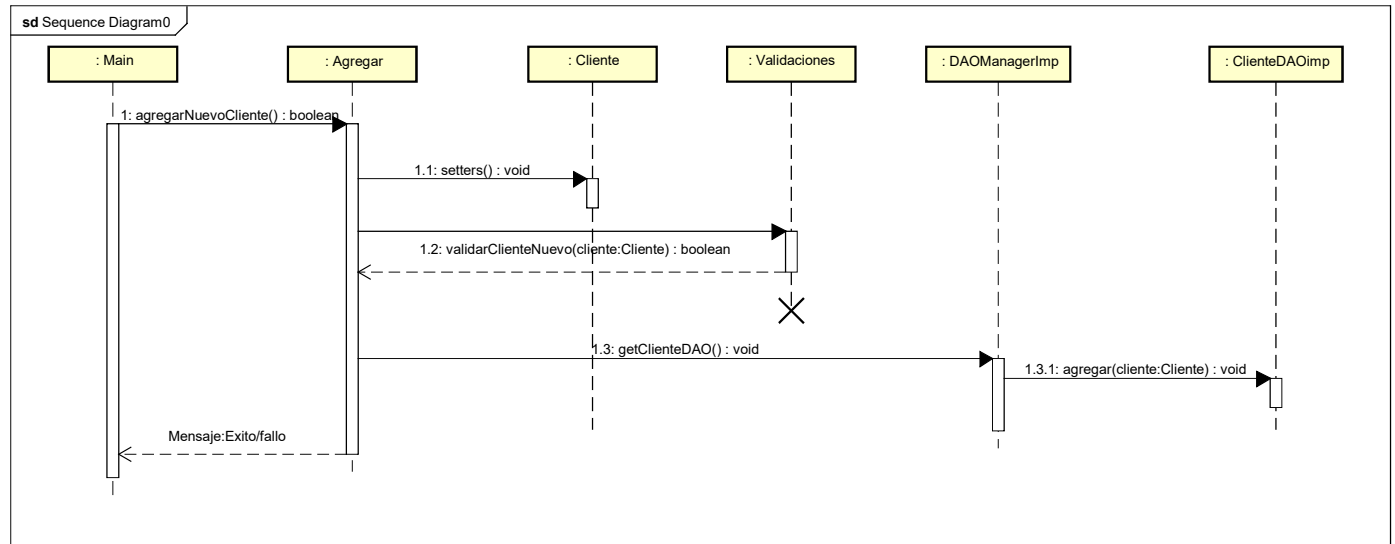 sd Sequence Diagram0
: Main
: Agregar
: Cliente
: Validaciones
: DAOManagerImp
: ClienteDAOimp
1: agregarNuevoCliente() : boolean
1.1: setters() : void
1.2: validarClienteNuevo(cliente:Cliente) : boolean
1.3: getClienteDAO() : void
1.3.1: agregar(cliente:Cliente) : void
Mensaje:Exito/fallo